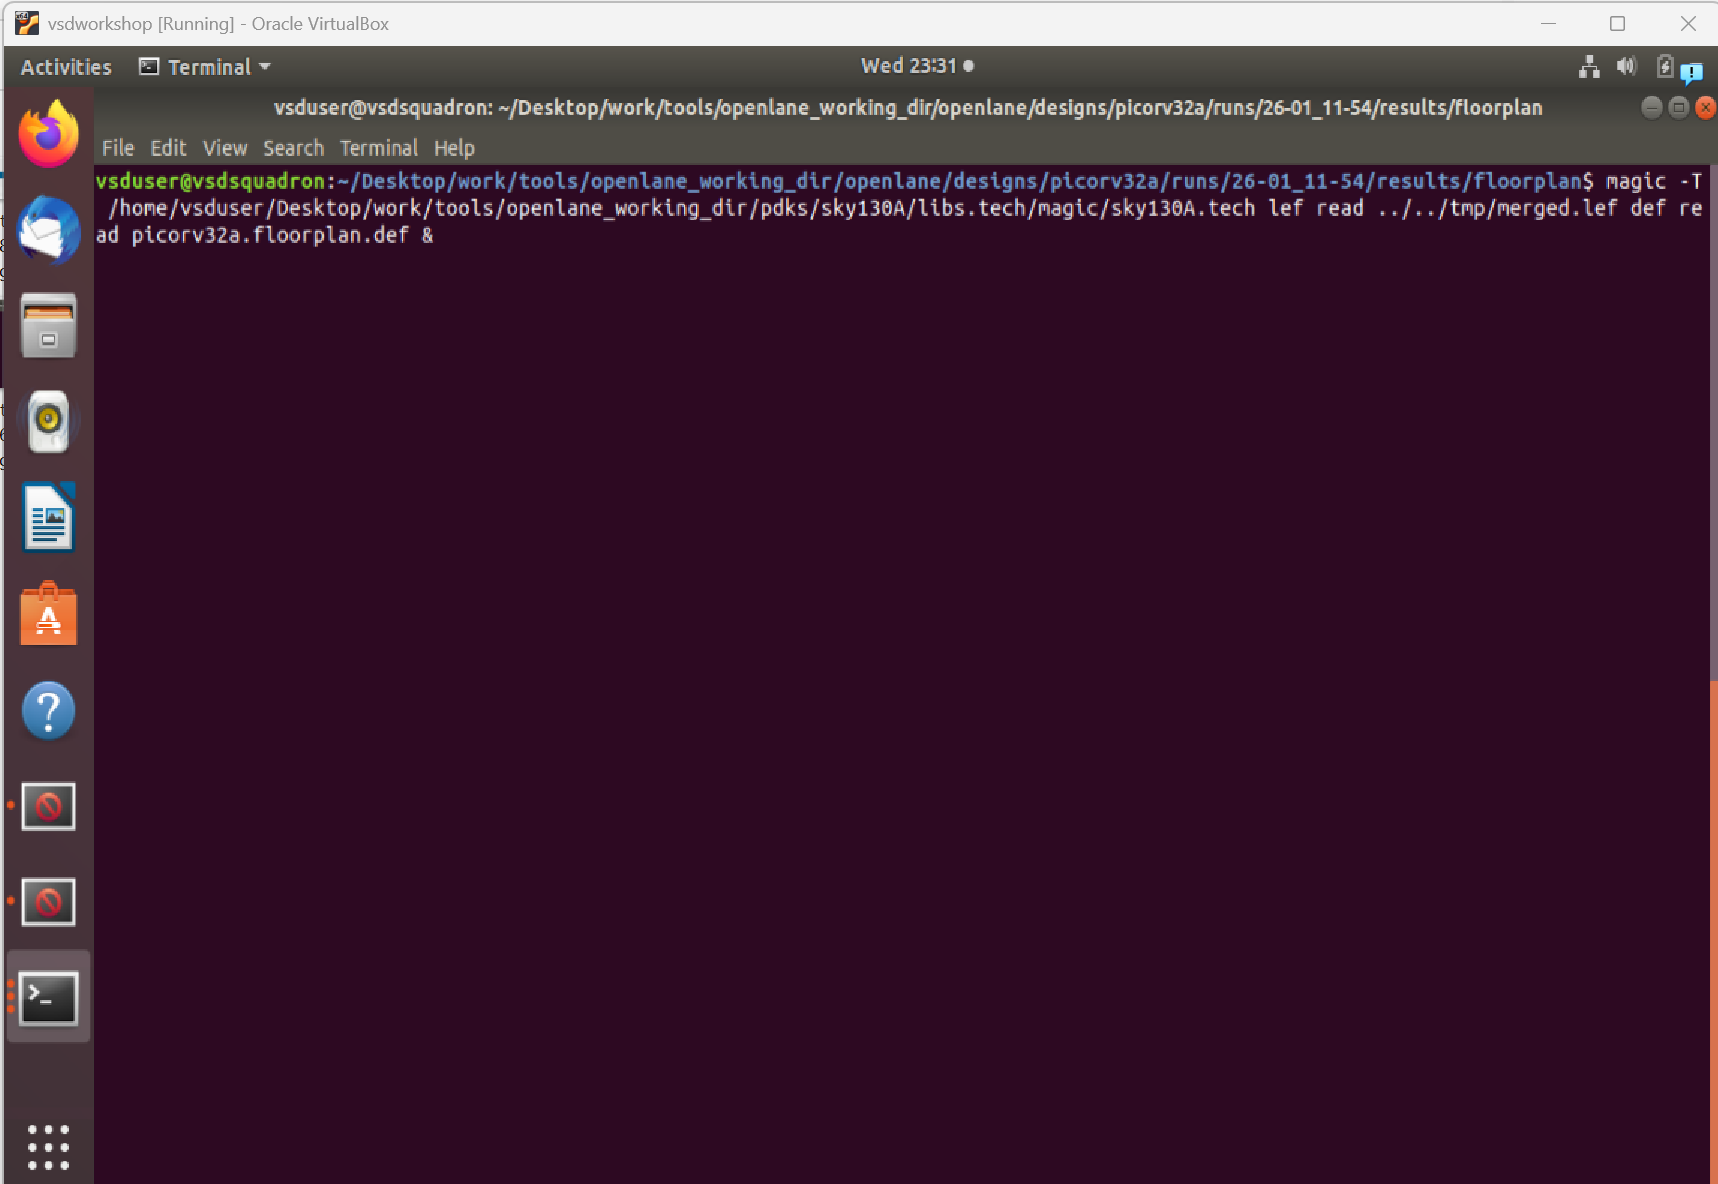 vsdworkshop [Running] - Oracle VirtualBox
Activities Terminal Wed 23:31
vsduser@vsdsquadron: ~/Desktop/work/tools/openlane_working_dir/openlane/designs/picorv32a/runs/26-01_11-54/results/floorplan
File Edit View Search Terminal Help
vsduser@vsdsquadron:~/Desktop/work/tools/openlane_working_dir/openlane/designs/picorv32a/runs/26-01_11-54/results/floorplan$ magic -T
/home/vsduser/Desktop/work/tools/openlane_working_dir/pdks/sky130A/libs.tech/magic/sky130A.tech lef read ../../tmp/merged.lef def re
ad picorv32a.floorplan.def &